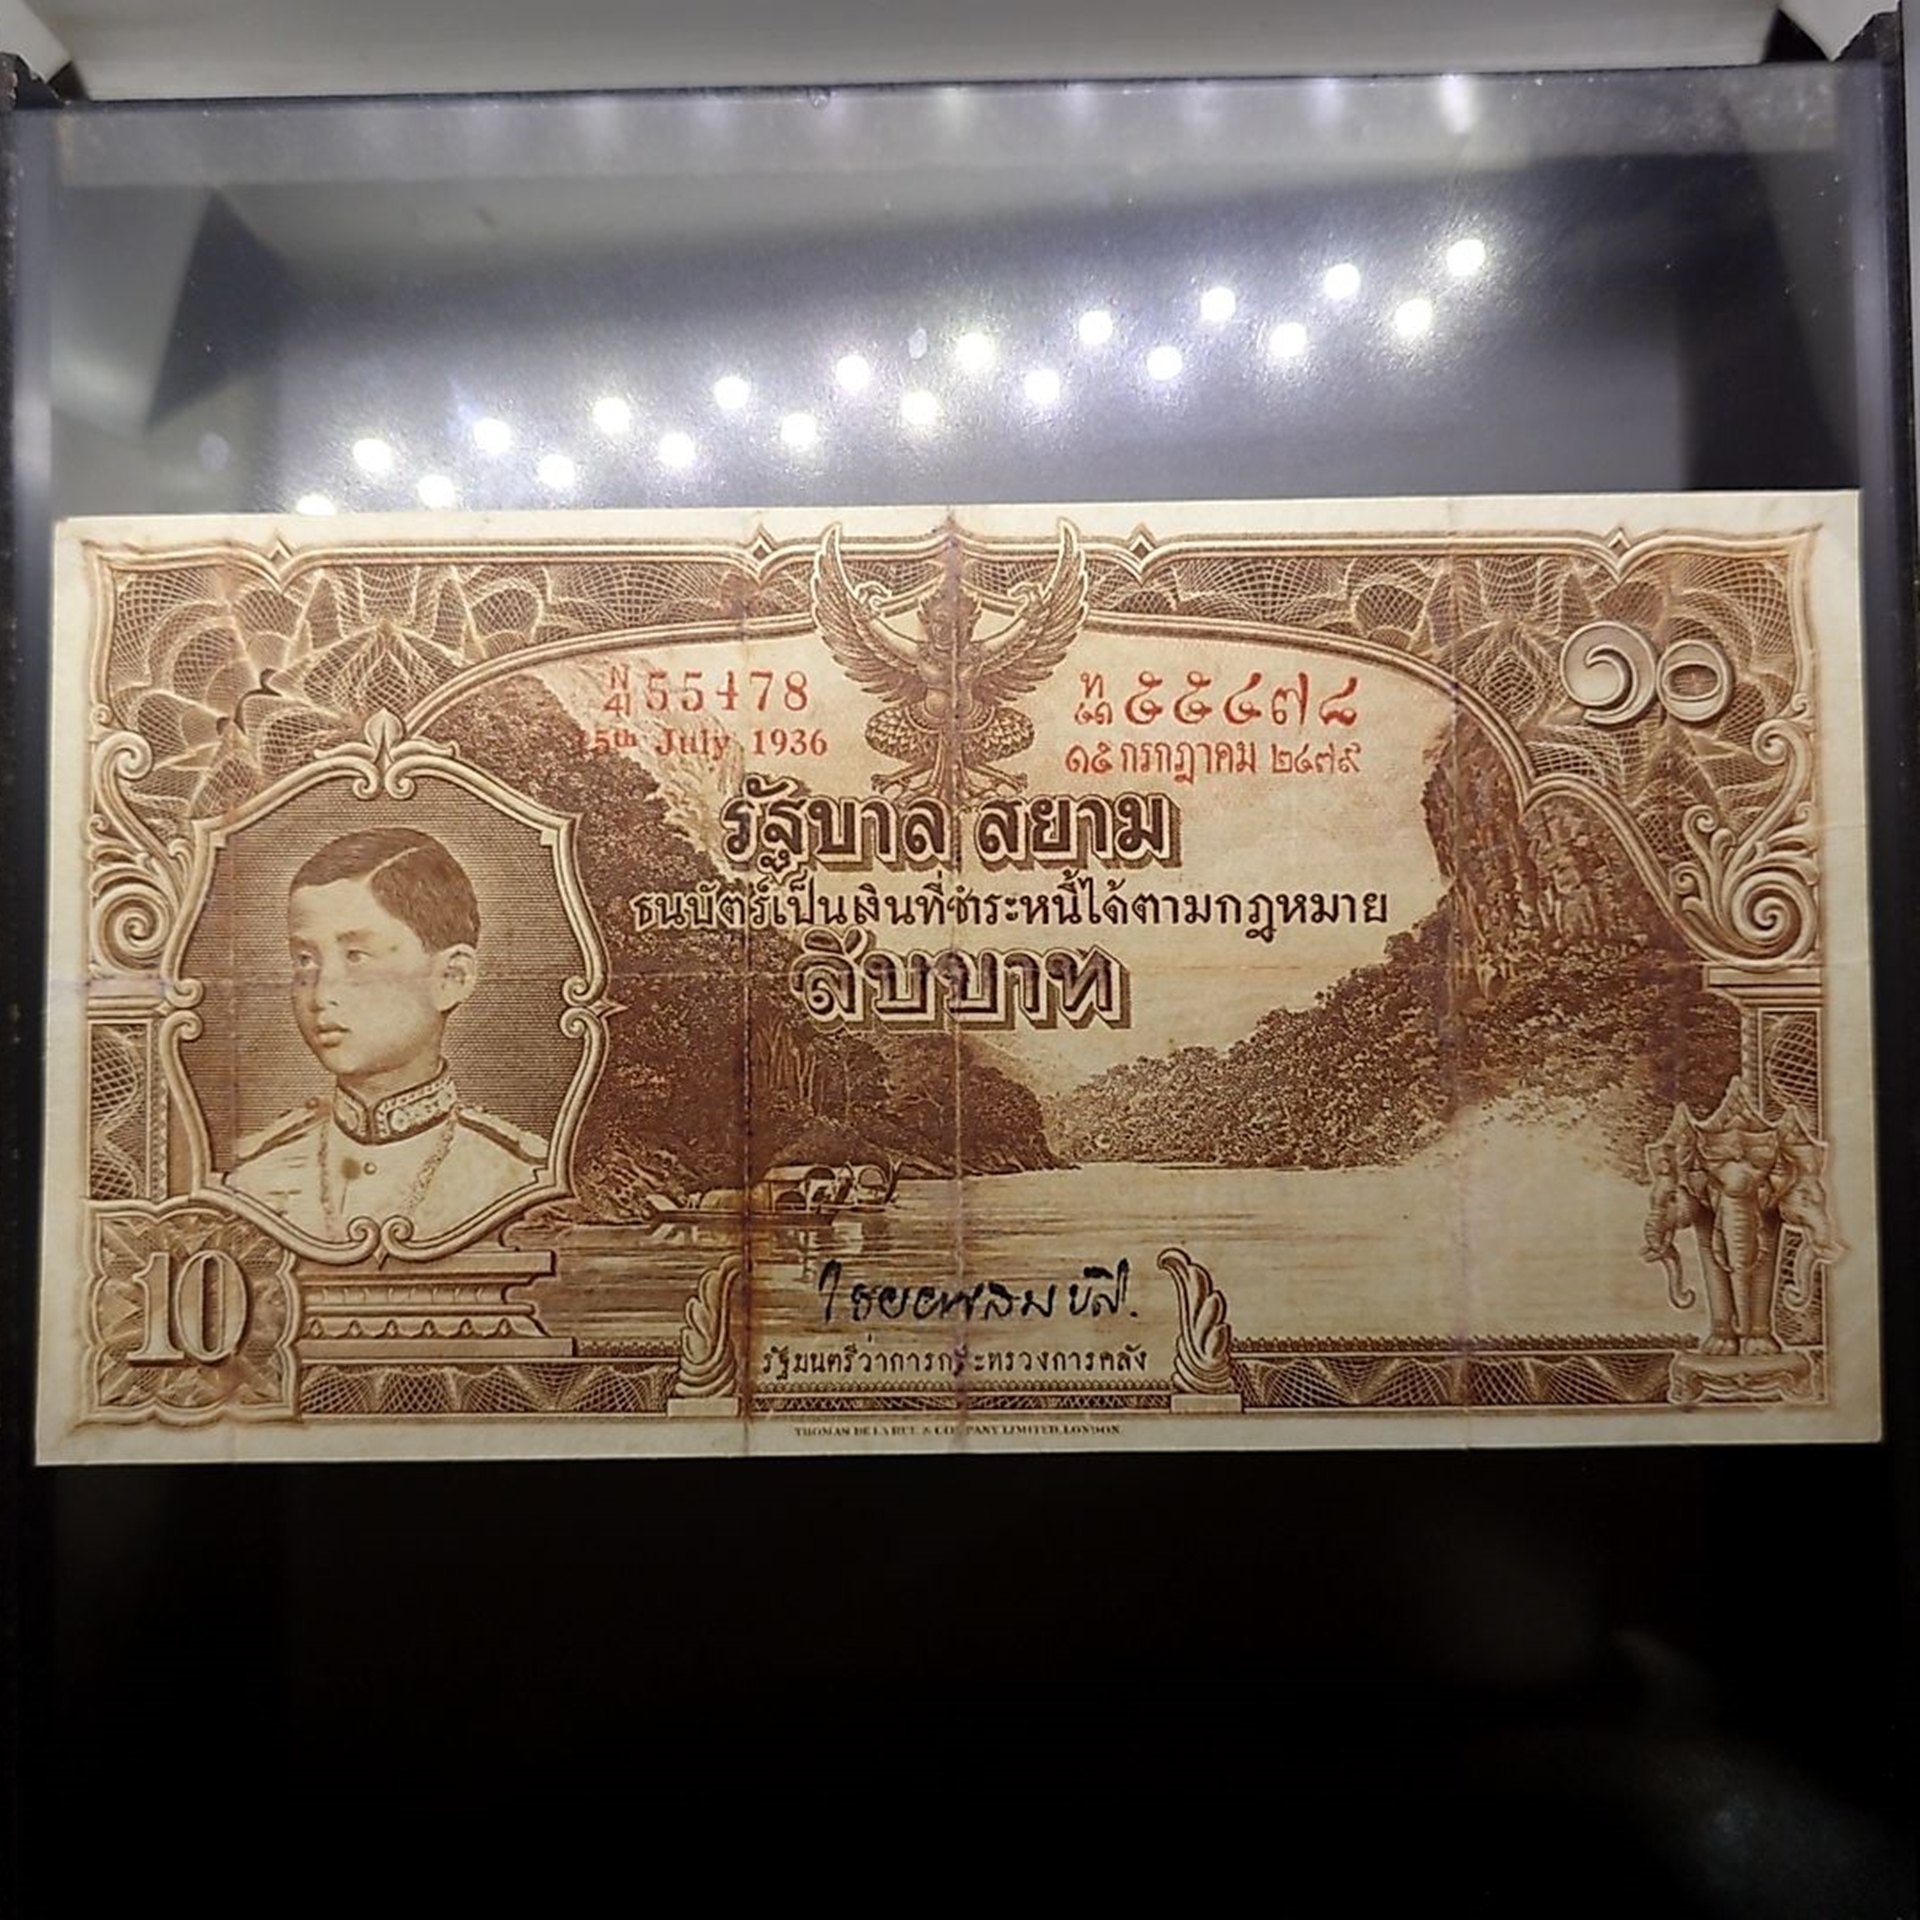 N/41 55478
15th July 1936
ท/๔๑ ๕๕๔๗๘
๑๕ กรกฎาคม ๒๔๗๙
๑๐
รัฐบาล สยาม
ธนบัตร์เป็นเงินที่ชำระหนี้ได้ตามกฎหมาย
สิบบาท
10
รัฐมนตรีว่าการกระทรวงการคลัง
THOMAS DE LA RUE & COMPANY LIMITED, LONDON.